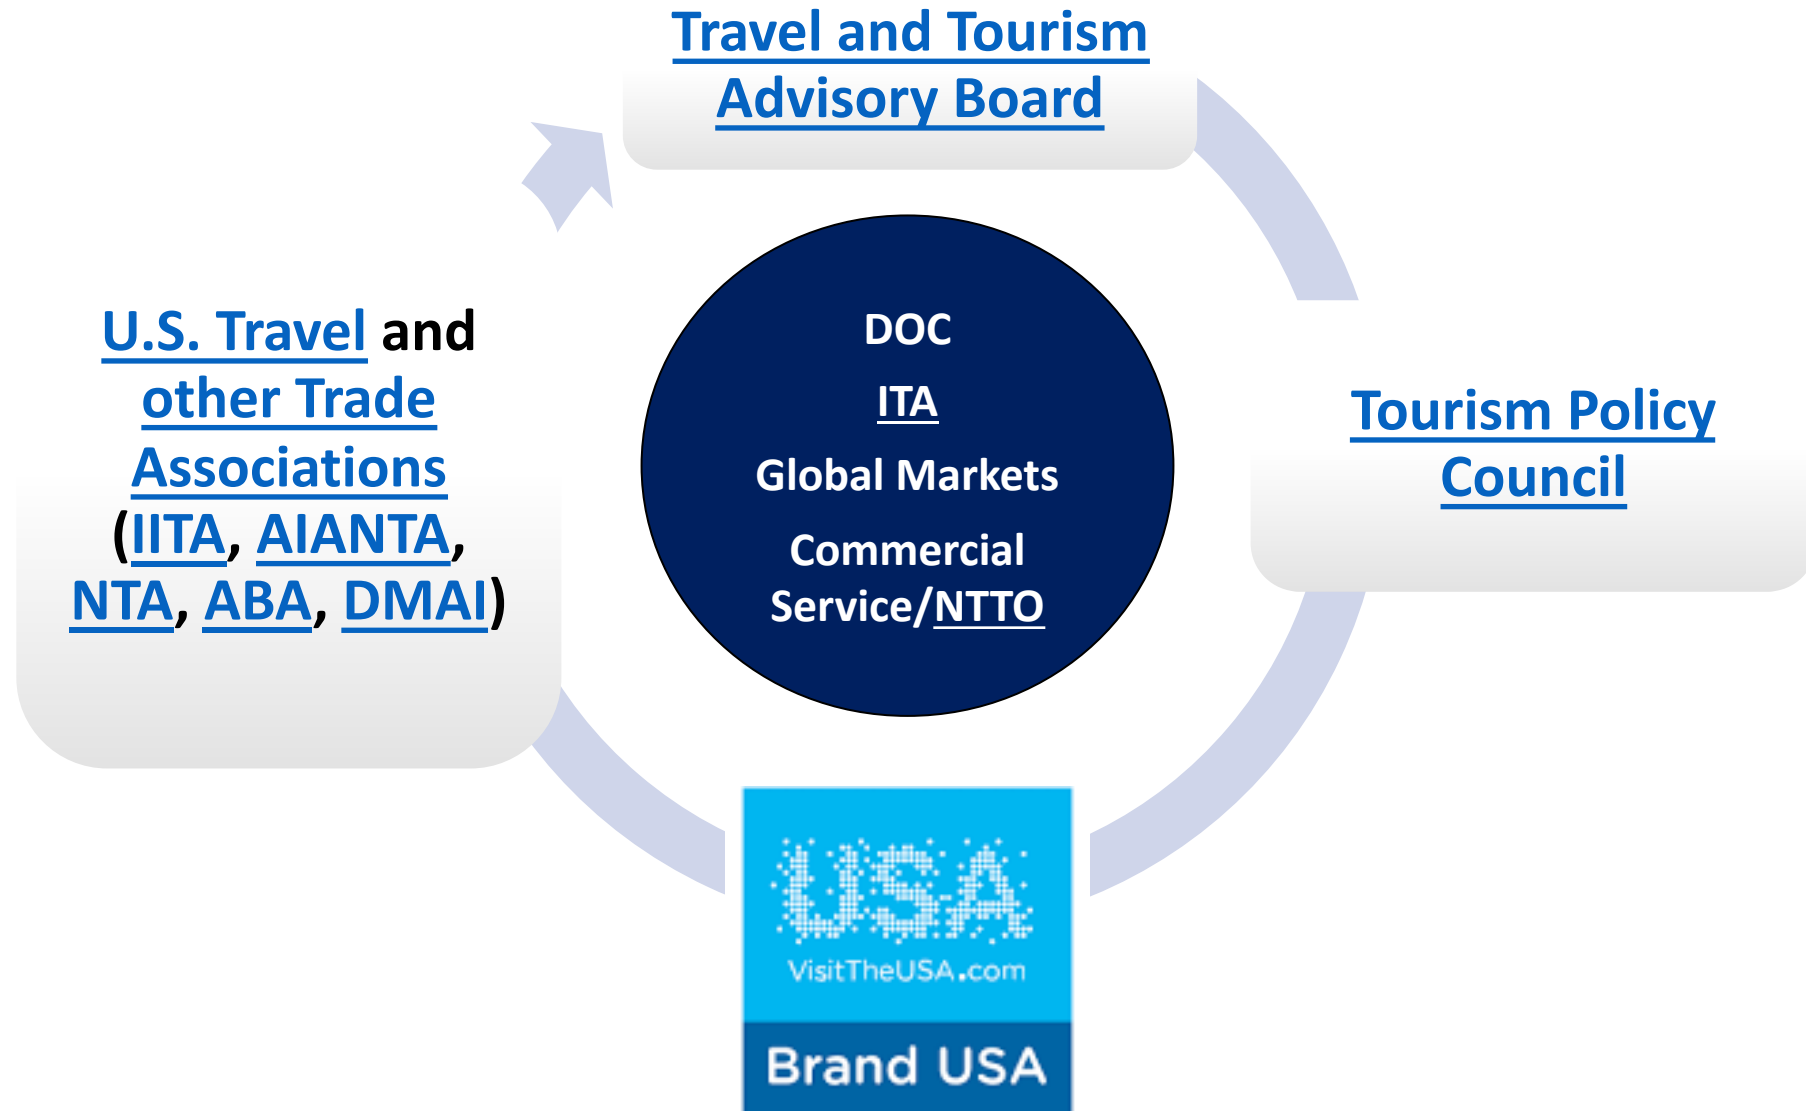 Travel and Tourism
Advisory Board
DOC
ITA
Global Markets
Commercial
Service/NTTO
U.S. Travel and
other Trade
Associations
(IITA, AIANTA,
NTA, ABA, DMAI)
Tourism Policy
Council
USA
VisitTheUSA.com
Brand USA